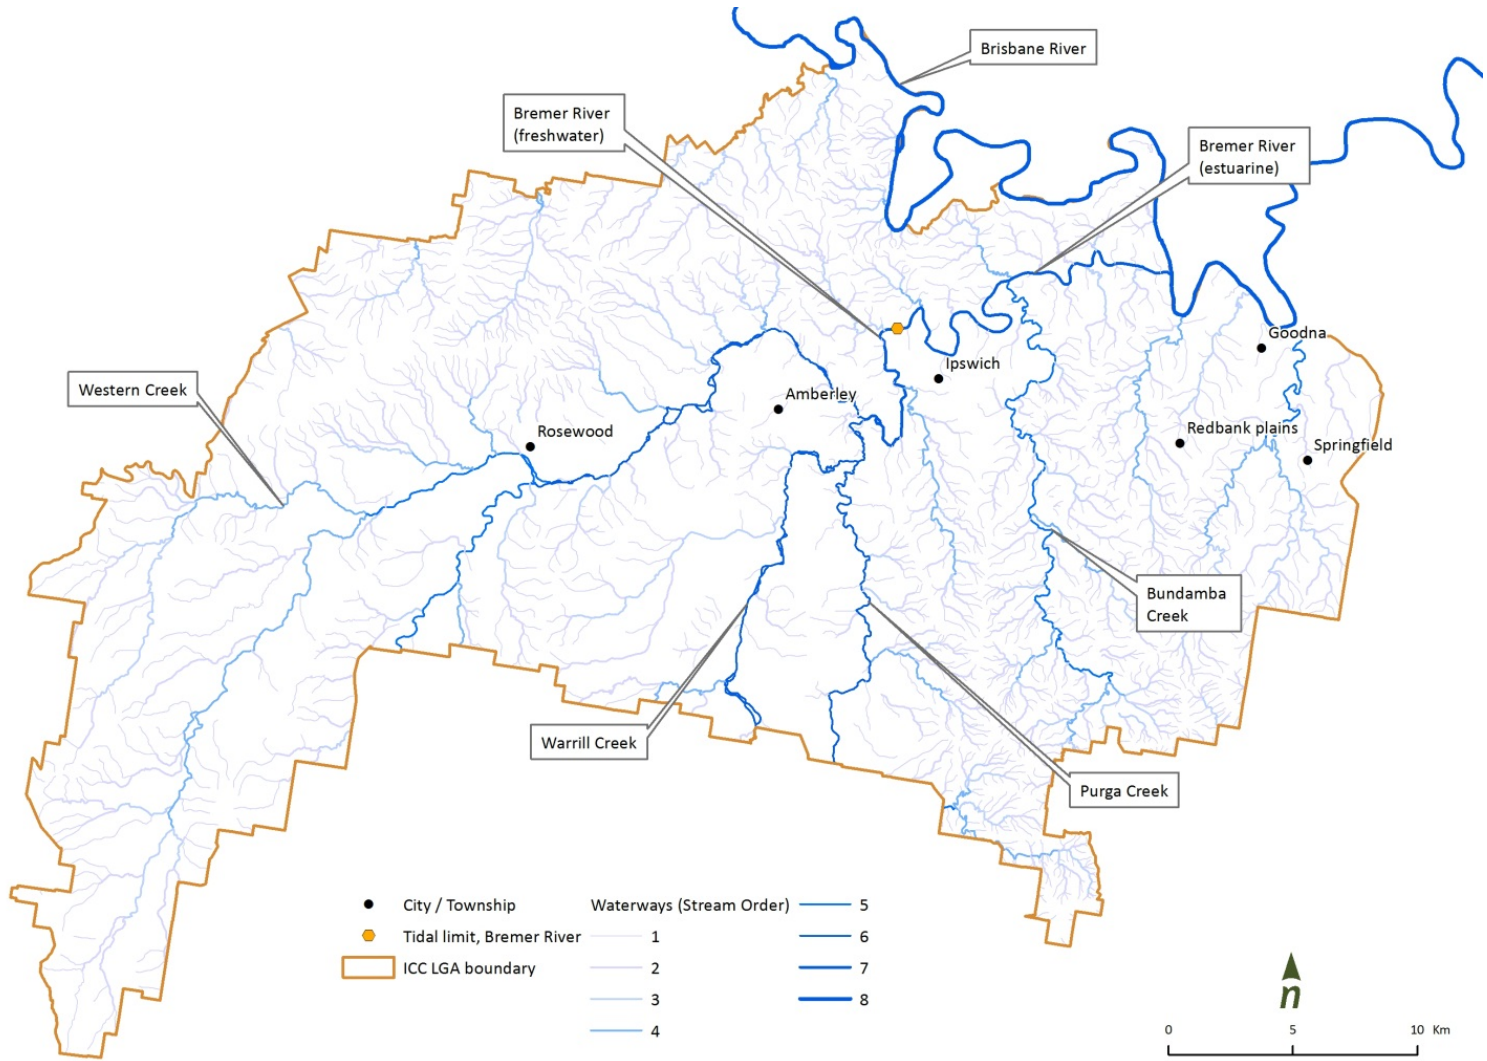 Brisbane River
Bremer River
(freshwater)
Bremer River
(estuarine)
Goodna
Ipswich
Western Creek
Amberley
Rosewood
Redbank plains
Springfield
Bundamba
Creek
Warrill Creek
Purga Creek
City / Township
Tidal limit, Bremer River
ICC LGA boundary
Waterways (Stream Order)
1
2
3
4
5
6
7
8
n
0 5 10 Km